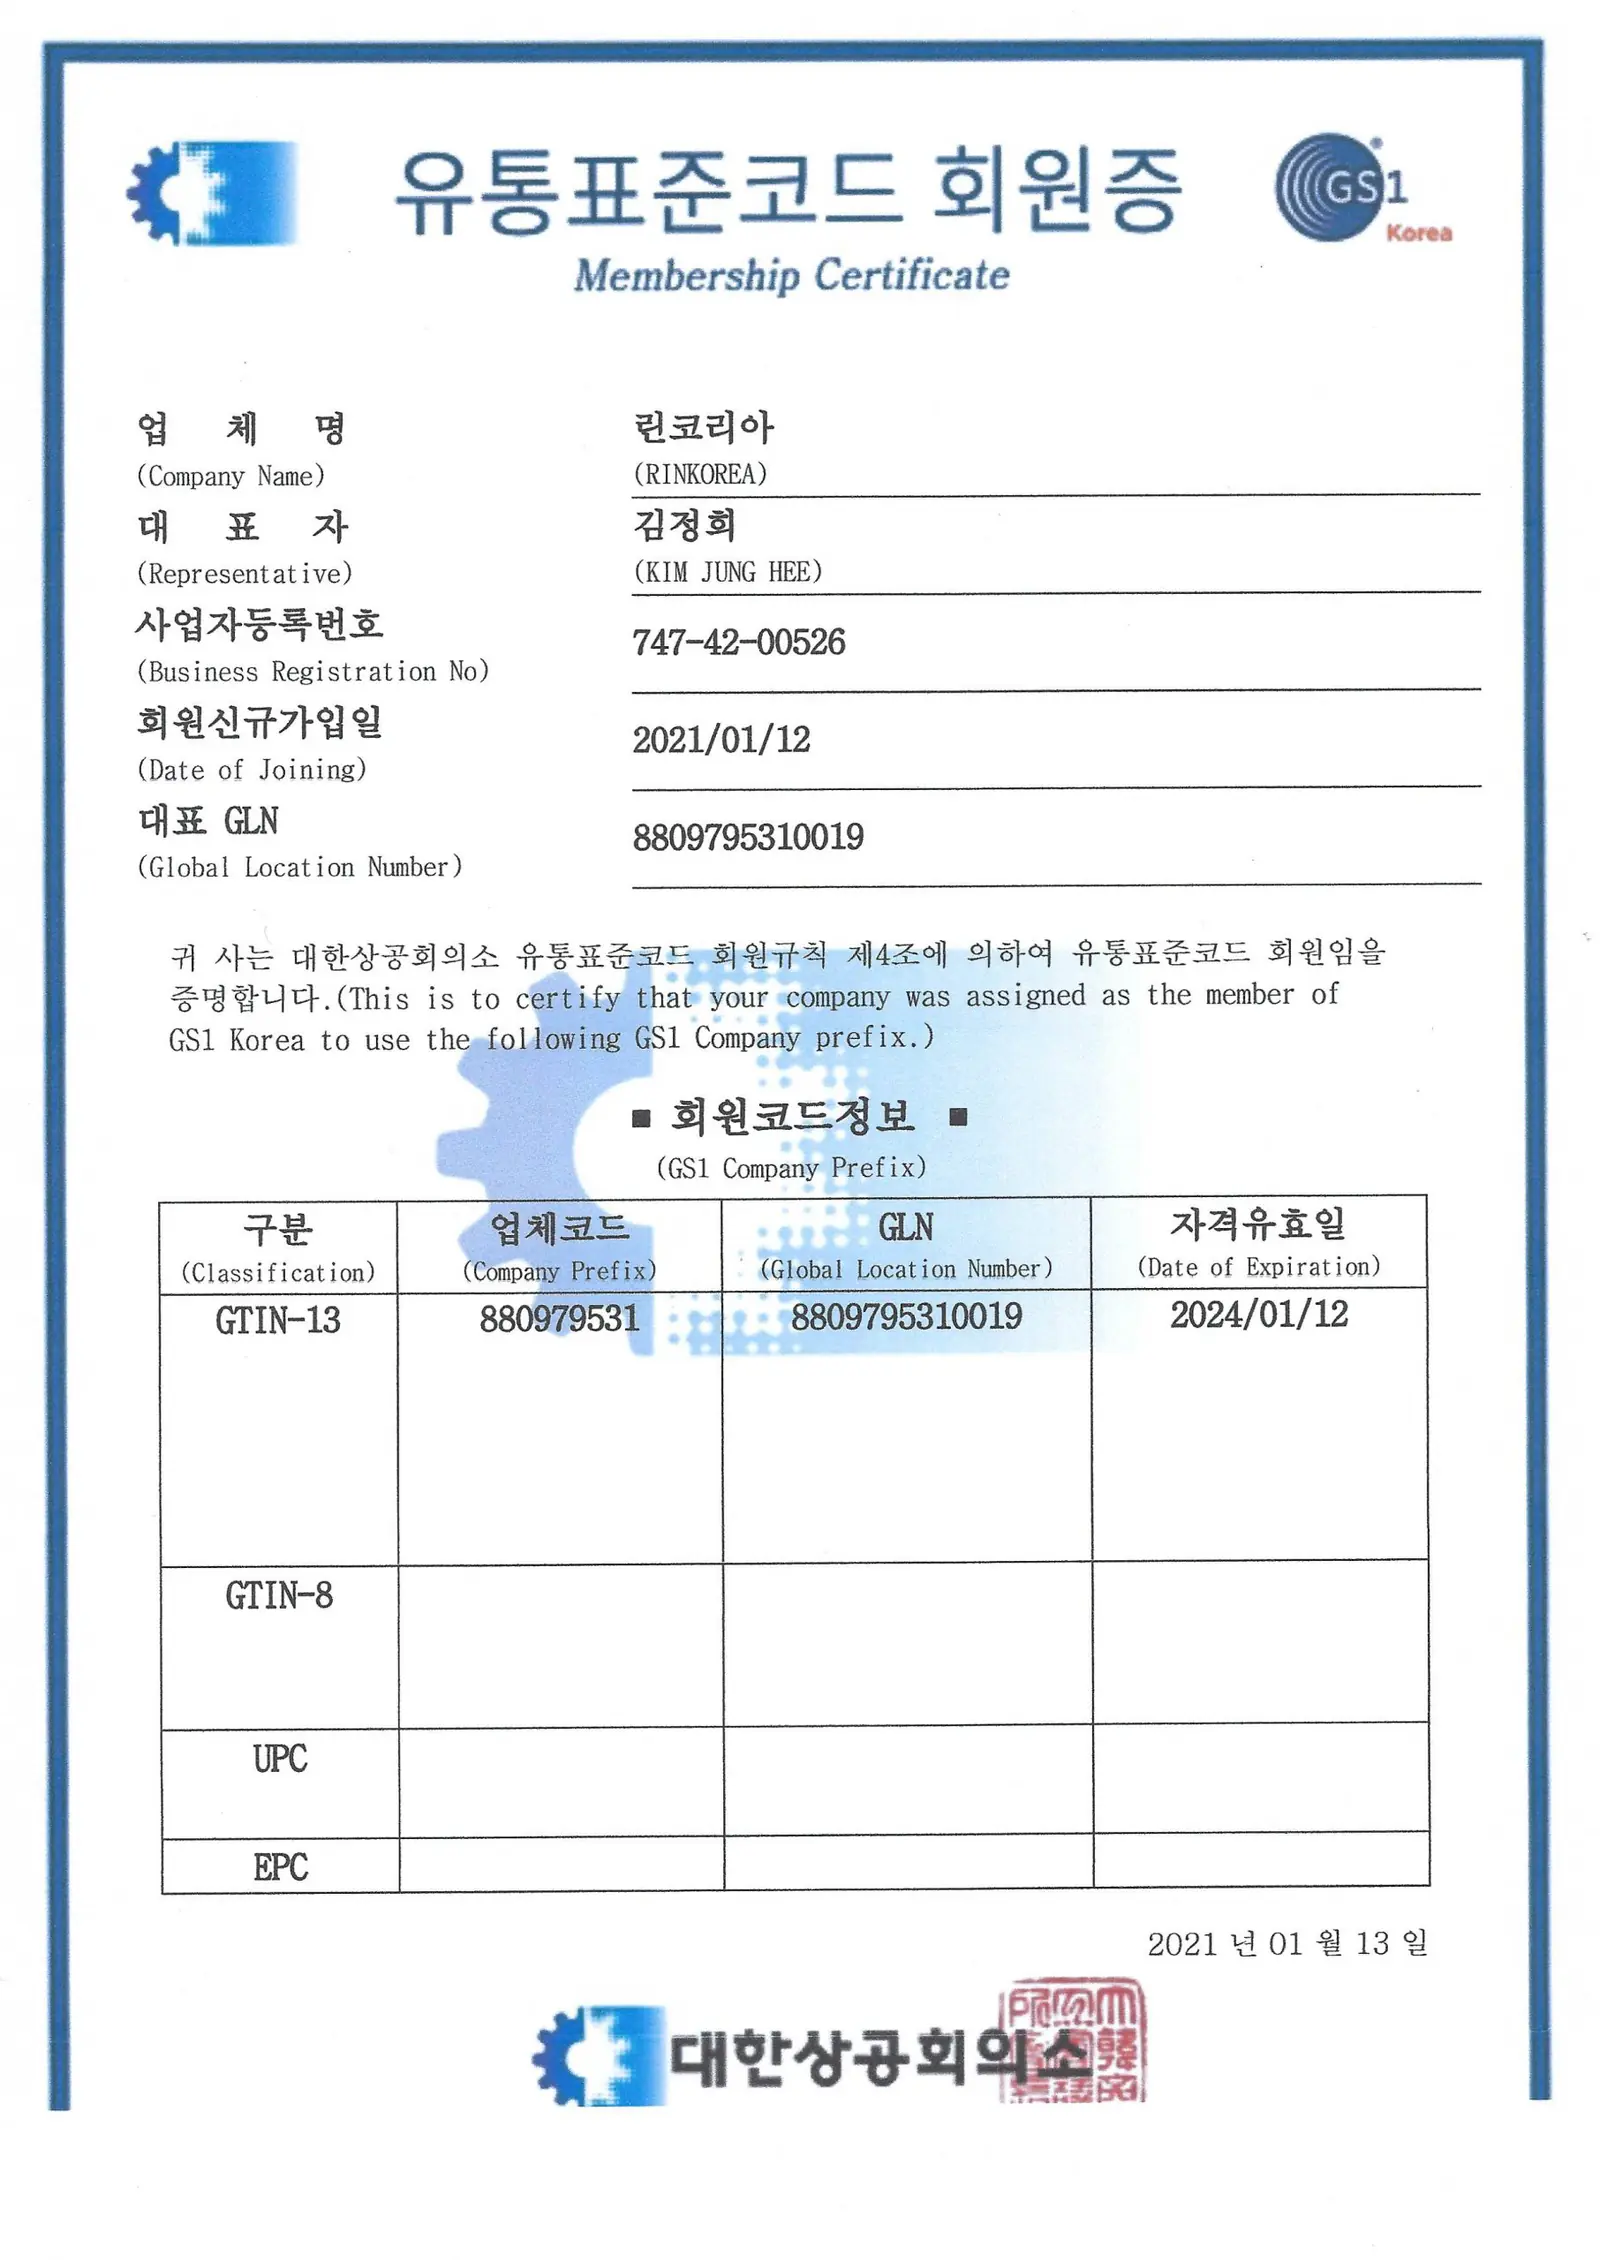 유통표준코드 회원증
GS1
Korea
Membership Certificate
업 체 명
린코리아
(Company Name)
(RINKOREA)
대 표 자
김정희
(Representative)
(KIM JUNG HEE)
사업자등록번호
747-42-00526
(Business Registration No)
회원신규가입일
2021/01/12
(Date of Joining)
대표 GLN
8809795310019
(Global Location Number)
귀 사는 대한상공회의소 유통표준코드 회원규칙 제4조에 의하여 유통표준코드 회원임을
증명합니다.(This is to certify that your company was assigned as the member of
GS1 Korea to use the following GS1 Company prefix.)
■ 회원코드정보 ■
(GS1 Company Prefix)
구분 업체코드 GLN 자격유효일
(Classification) (Company Prefix) (Global Location Number) (Date of Expiration)
GTIN-13 880979531 8809795310019 2024/01/12
GTIN-8
UPC
EPC
2021 년 01 월 13 일
대한상공회의소